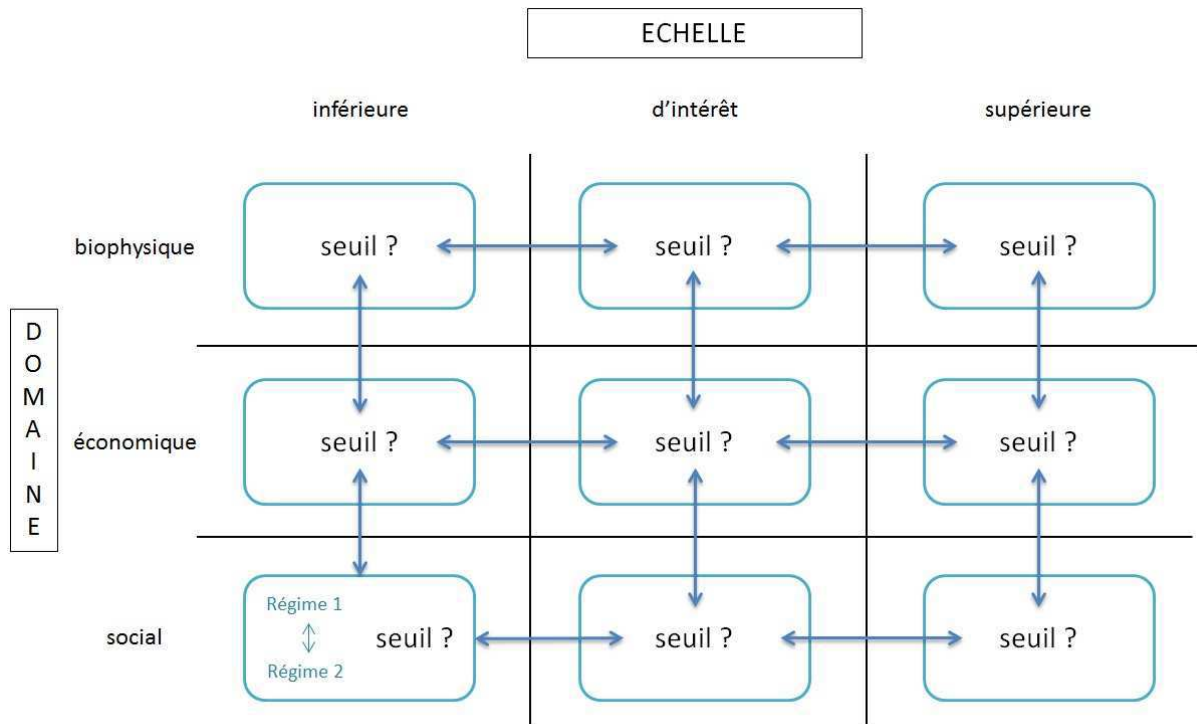 ECHELLE
inférieure d'intérêt supérieure
biophysique seuil ? seuil ? seuil ?
DOMAINE
économique seuil ? seuil ? seuil ?
Régime 1
social seuil ? seuil ? seuil ?
Régime 2